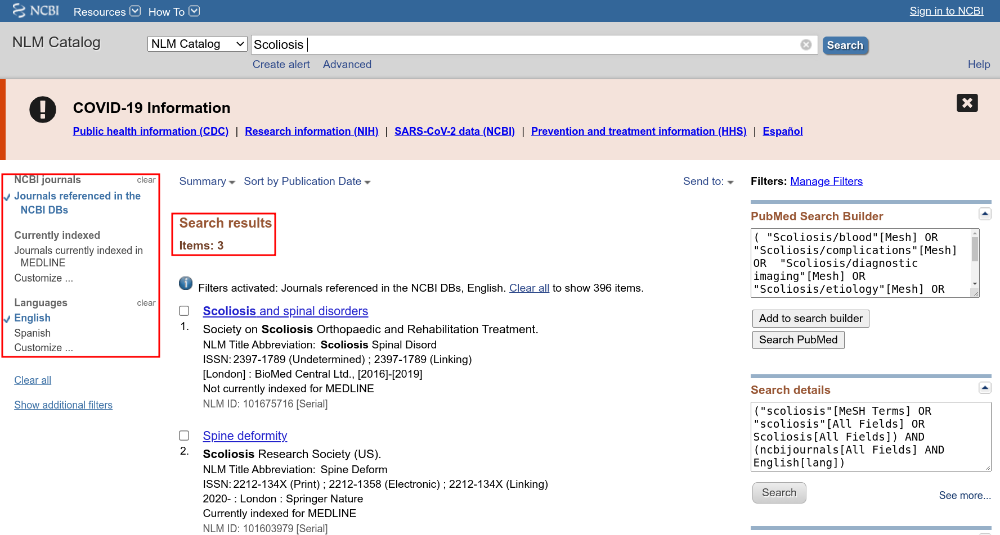 NCBI Resources How To Sign in to NCBI
NLM Catalog
NLM Catalog Scoliosis Search
Create alert Advanced Help
COVID-19 Information
Public health information (CDC) | Research information (NIH) | SARS-CoV-2 data (NCBI) | Prevention and treatment information (HHS) | Español
NCBI journals clear
Journals referenced in the
NCBI DBs
Currently indexed
Journals currently indexed in
MEDLINE
Customize ...
Languages clear
English
Spanish
Customize ...
Clear all
Show additional filters
Summary Sort by Publication Date Send to:
Search results
Items: 3
Filters activated: Journals referenced in the NCBI DBs, English. Clear all to show 396 items.
Scoliosis and spinal disorders
1. Society on Scoliosis Orthopaedic and Rehabilitation Treatment.
NLM Title Abbreviation: Scoliosis Spinal Disord
ISSN: 2397-1789 (Undetermined) ; 2397-1789 (Linking)
[London] : BioMed Central Ltd., [2016]-[2019]
Not currently indexed for MEDLINE
NLM ID: 101675716 [Serial]
Spine deformity
2. Scoliosis Research Society (US).
NLM Title Abbreviation: Spine Deform
ISSN: 2212-134X (Print) ; 2212-1358 (Electronic) ; 2212-134X (Linking)
2020- : London : Springer Nature
Currently indexed for MEDLINE
NLM ID: 101603979 [Serial]
Filters: Manage Filters
PubMed Search Builder
( "Scoliosis/blood"[Mesh] OR
"Scoliosis/complications"[Mesh]
OR "Scoliosis/diagnostic
imaging"[Mesh] OR
"Scoliosis/etiology"[Mesh] OR
Add to search builder
Search PubMed
Search details
("scoliosis"[MeSH Terms] OR
"scoliosis"[All Fields] OR
Scoliosis[All Fields]) AND
(ncbijournals[All Fields] AND
English[lang])
Search
See more...